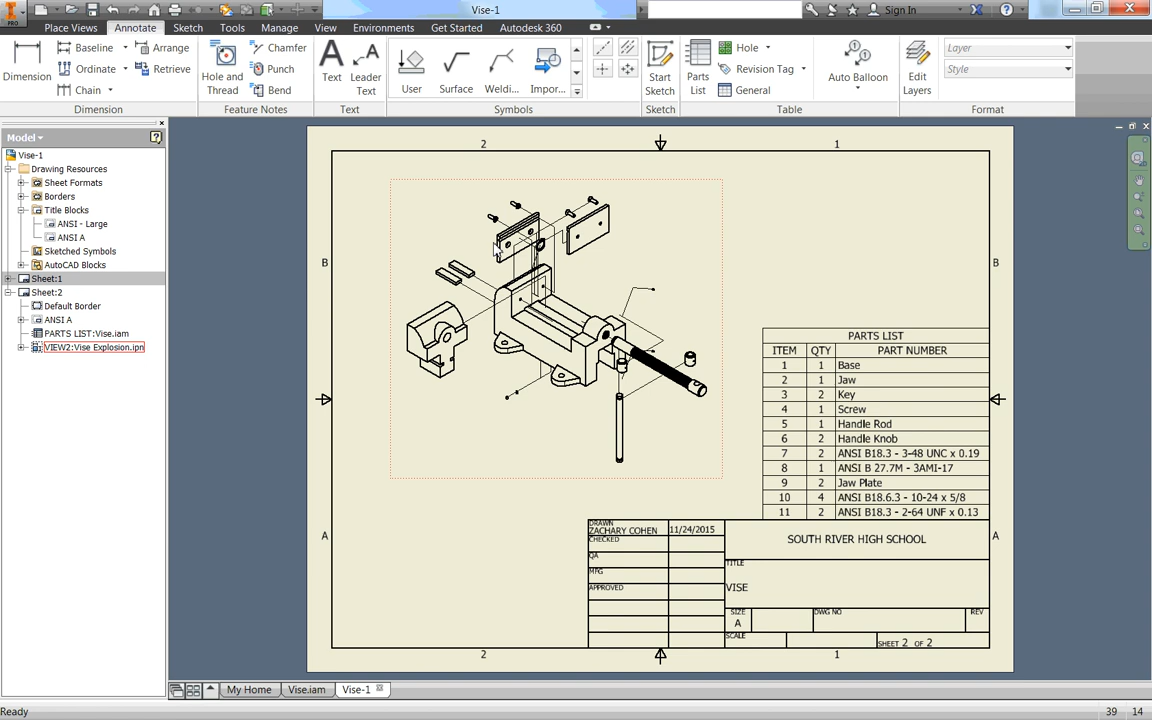 PRO
Vise-1
Sign In
Place Views Annotate Sketch Tools Manage View Environments Get Started Autodesk 360
Dimension
Baseline
Ordinate
Chain
Arrange
Retrieve
Dimension
Hole and
Thread
Chamfer
Punch
Bend
Feature Notes
Text
Leader
Text
Text
User
Surface
Weldi...
Impor...
Symbols
Start
Sketch
Sketch
Parts
List
Hole
Revision Tag
General
Auto Balloon
Table
Edit
Layers
Layer
Style
Format
Model
Vise-1
Drawing Resources
Sheet Formats
Borders
Title Blocks
ANSI - Large
ANSI A
Sketched Symbols
AutoCAD Blocks
Sheet:1
Sheet:2
Default Border
ANSI A
PARTS LIST:Vise.iam
VIEW2:Vise Explosion.ipn
2 1
B B
A A
PARTS LIST
ITEM QTY PART NUMBER
1 1 Base
2 1 Jaw
3 2 Key
4 1 Screw
5 1 Handle Rod
6 2 Handle Knob
7 2 ANSI B18.3 - 3-48 UNC x 0.19
8 1 ANSI B 27.7M - 3AMI-17
9 2 Jaw Plate
10 4 ANSI B18.6.3 - 10-24 x 5/8
11 2 ANSI B18.3 - 2-64 UNF x 0.13
DRAWN
ZACHARY COHEN 11/24/2015
CHECKED
QA
MFG
APPROVED
SOUTH RIVER HIGH SCHOOL
TITLE
VISE
SIZE
A
DWG NO
REV
SCALE
SHEET 2 OF 2
2 1
My Home Vise.iam Vise-1
Ready
39 14